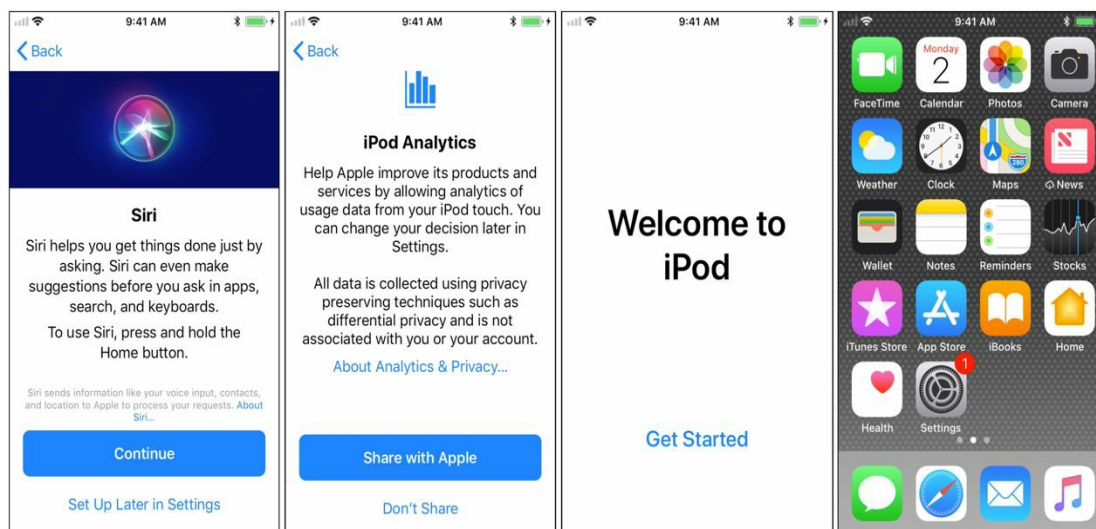 9:41 AM
Back
Siri
Siri helps you get things done just by
asking. Siri can even make
suggestions before you ask in apps,
search, and keyboards.
To use Siri, press and hold the
Home button.
Siri sends information like your voice input, contacts,
and location to Apple to process your requests. About
Siri...
Continue
Set Up Later in Settings
9:41 AM
Back
iPod Analytics
Help Apple improve its products and
services by allowing analytics of
usage data from your iPod touch. You
can change your decision later in
Settings.
All data is collected using privacy
preserving techniques such as
differential privacy and is not
associated with you or your account.
About Analytics & Privacy...
Share with Apple
Don't Share
9:41 AM
Welcome to
iPod
Get Started
9:41 AM
Monday
2
280
FaceTime Calendar Photos Camera
Weather Clock Maps News
Wallet Notes Reminders Stocks
iTunes Store App Store iBooks Home
1
Health Settings